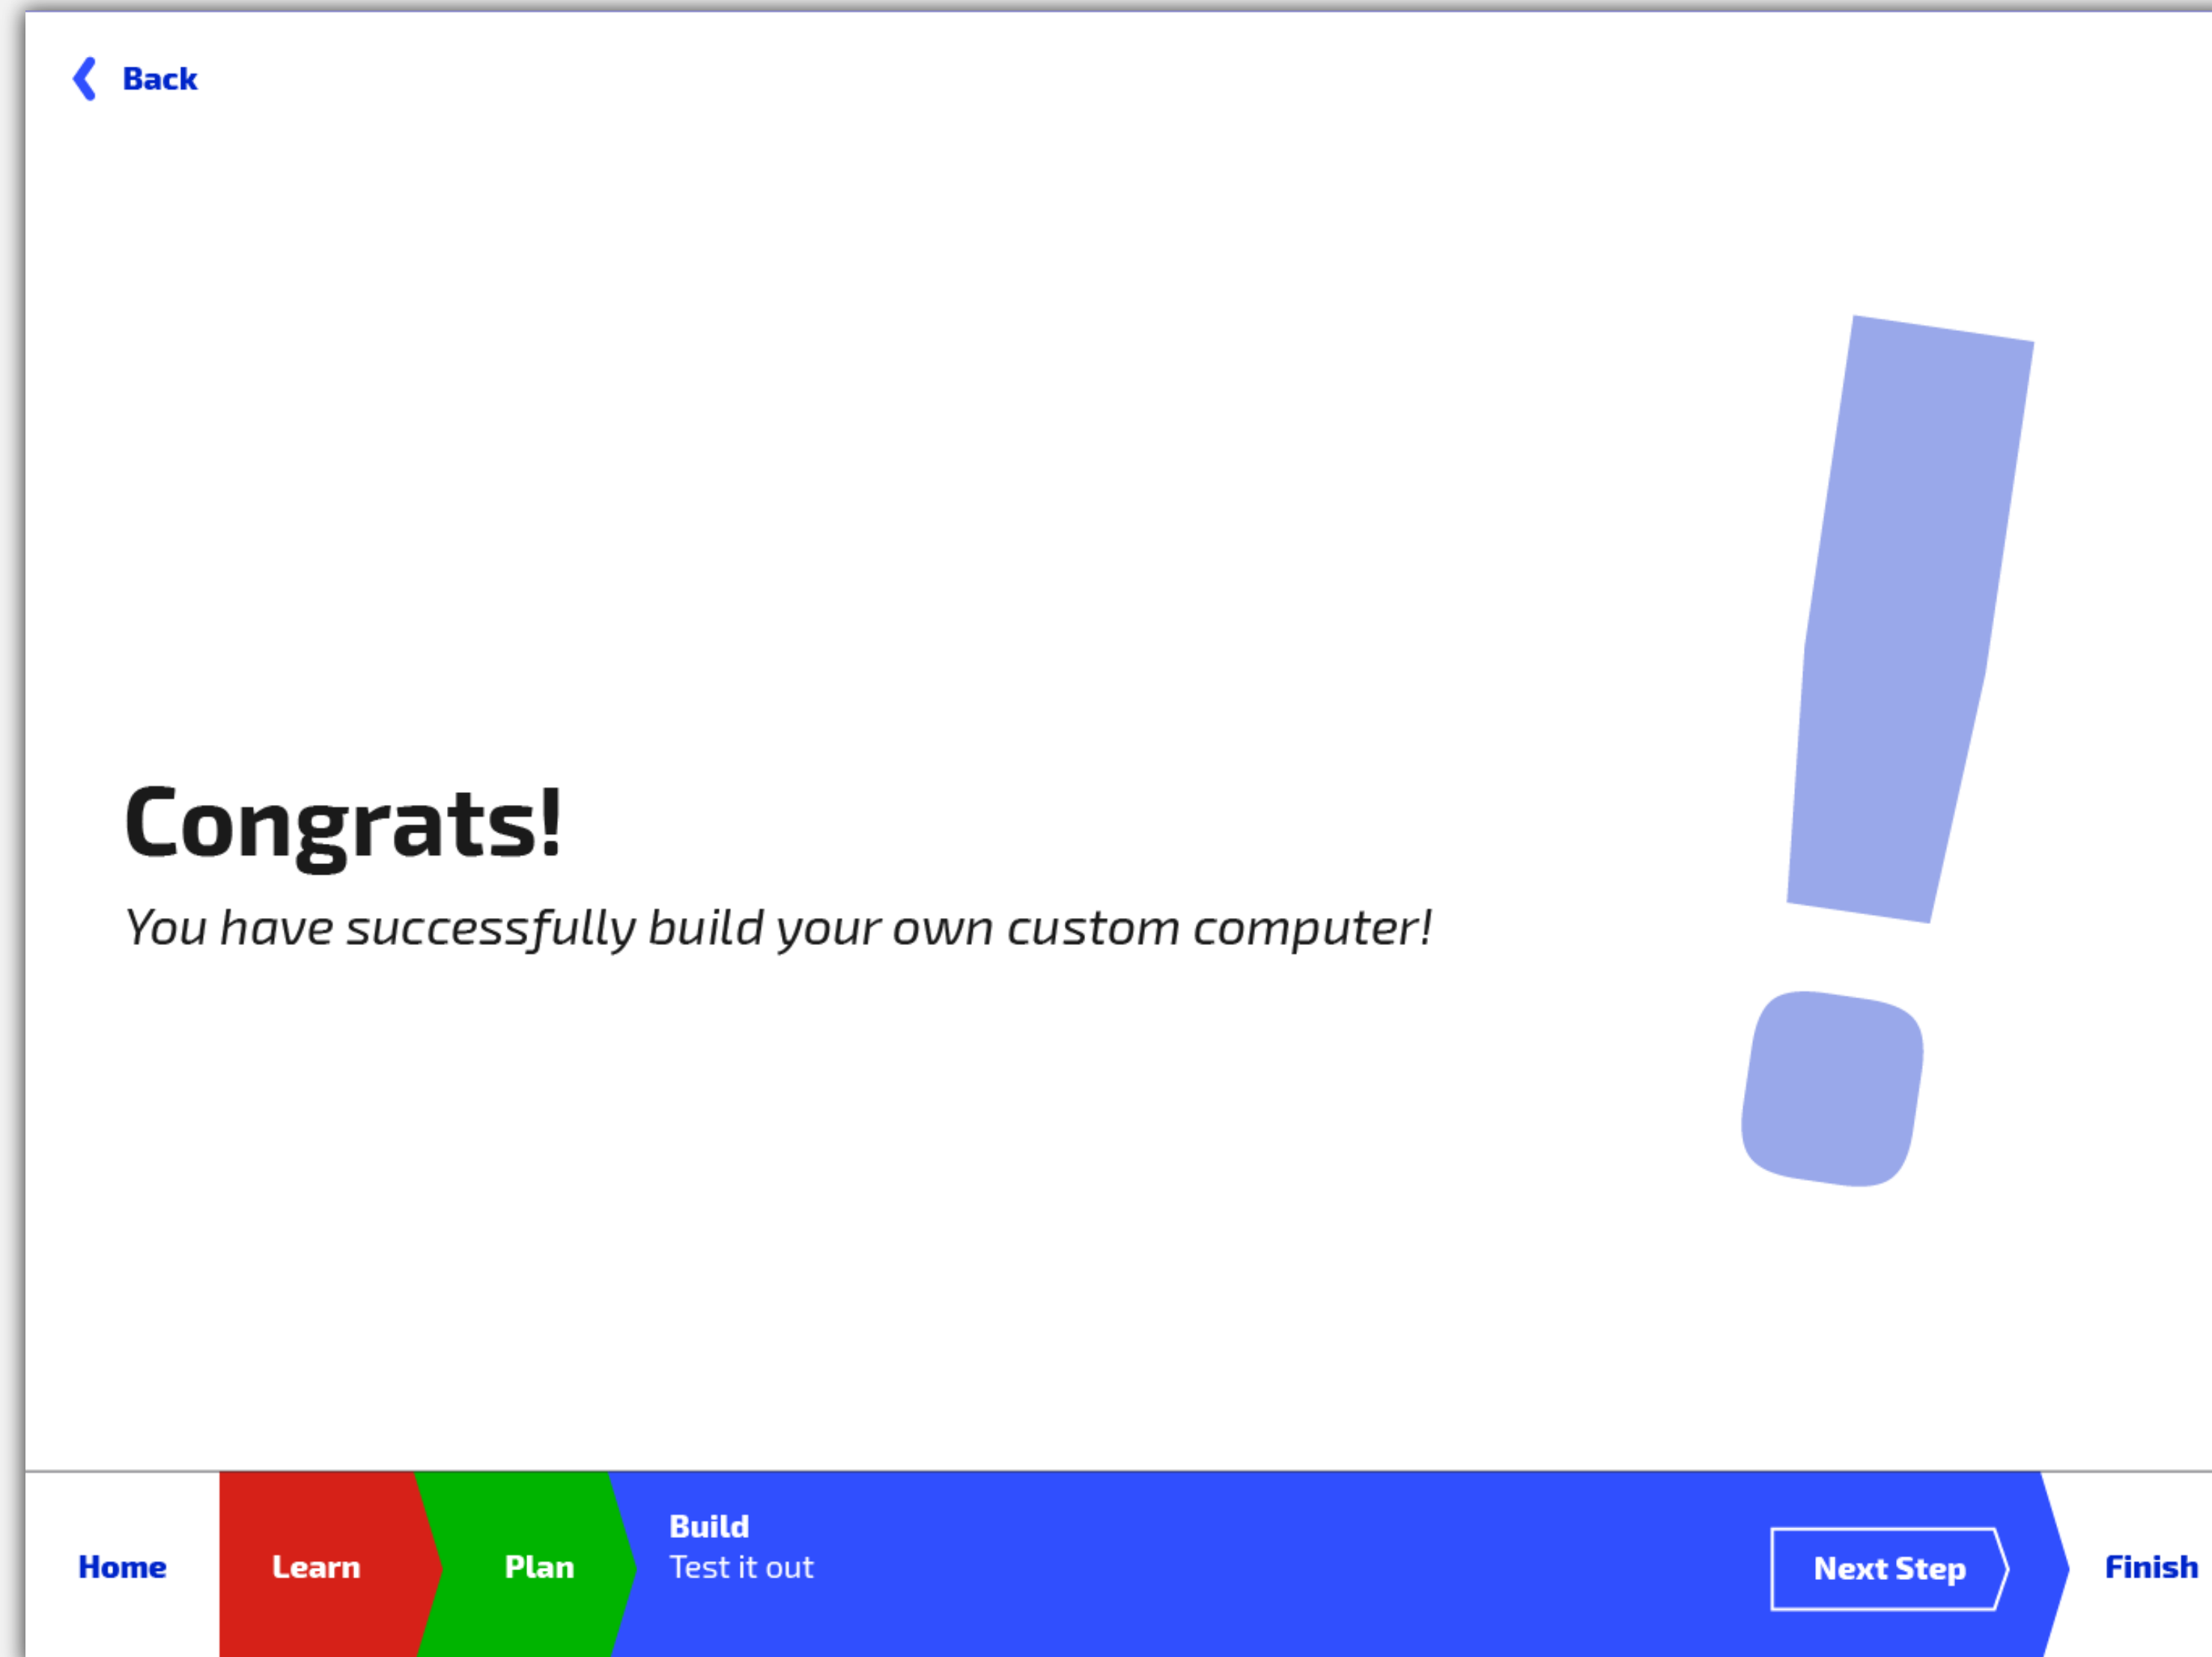 Back
Congrats!
You have successfully build your own custom computer!
Home
Learn
Plan
Build
Test it out
Next Step
Finish